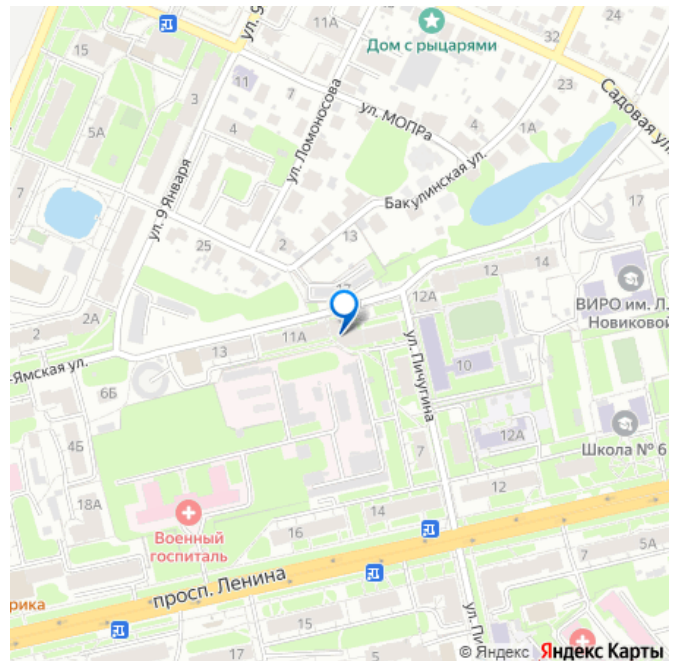 ул. 9
32
24
Дом с рыцарями
Садовая ул.
3
11
7
23
ул. МОПРа
5А
4
ул. Ломоносова
4
1А
ул. 9 Января
Бакулинская ул.
7
25
2
13
17
17
12
14
ВИРО им. Л.
Новиковой
2А
12А
2
11А
13
-Ямская ул.
ул. Пичугина
10
6Б
12А
4Б
7
Школа № 6
18А
12
14
Военный
госпиталь
16
7
5А
просп. Ленина
рика
ул. Пи
17
15
© Яндекс Яндекс Карты